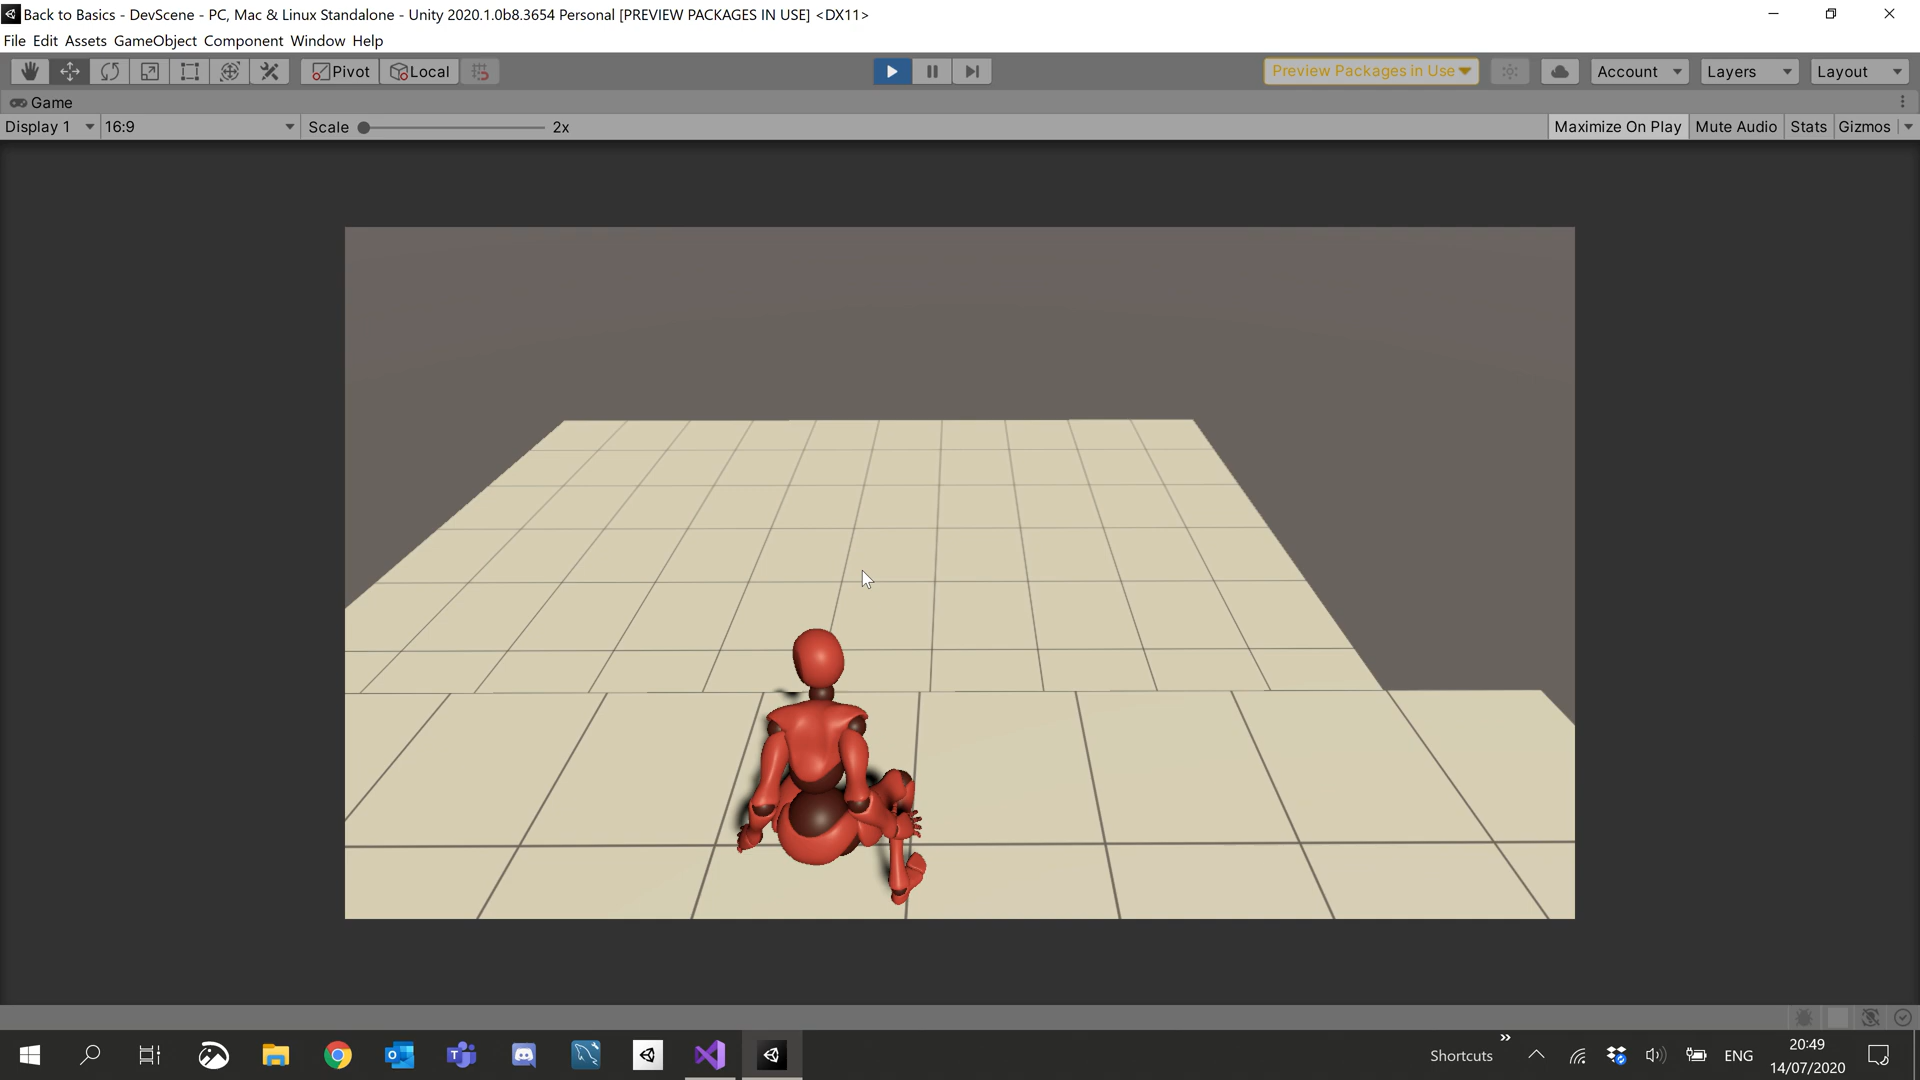 Back to Basics - DevScene - PC, Mac & Linux Standalone - Unity 2020.1.0b8.3654 Personal [PREVIEW PACKAGES IN USE] <DX11>
File Edit Assets GameObject Component Window Help
Pivot Local Preview Packages in Use Account Layers Layout
Game
Display 1 16:9 Scale 2x Maximize On Play Mute Audio Stats Gizmos
Shortcuts ENG
20:49
14/07/2020